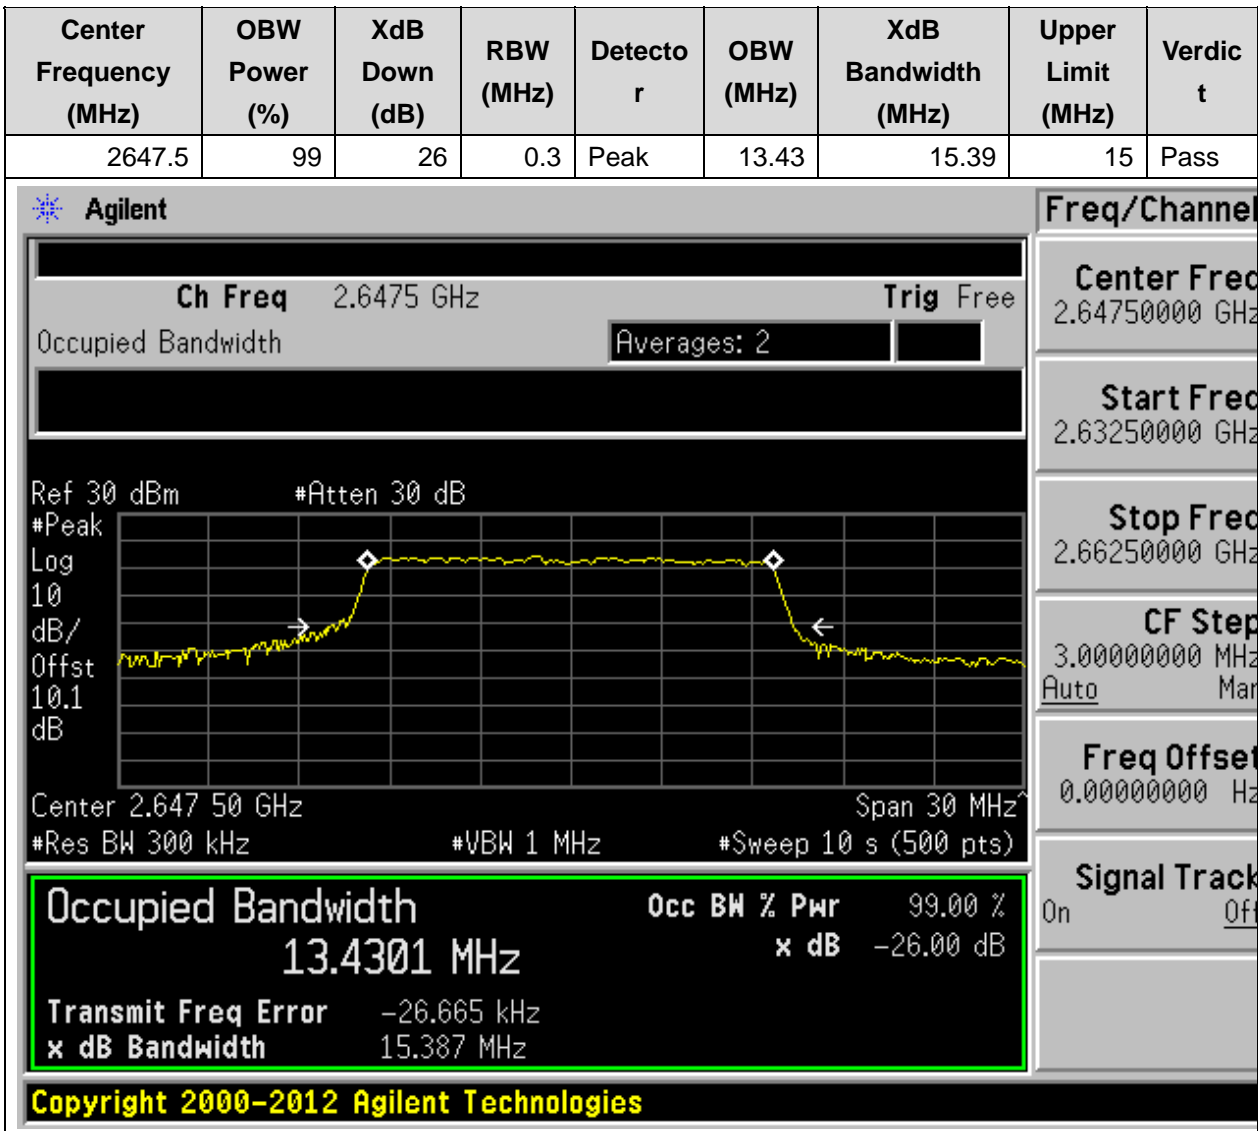 Center Frequency (MHz) OBW Power (%) XdB Down (dB) RBW (MHz) Detecto r OBW (MHz) XdB Bandwidth (MHz) Upper Limit (MHz) Verdic t
2647.5 99 26 0.3 Peak 13.43 15.39 15 Pass
Agilent Freq/Channel
Ch Freq 2.6475 GHz Trig Free
Occupied Bandwidth Averages: 2
Center Freq
2.64750000 GHz
Start Freq
2.63250000 GHz
Stop Freq
2.66250000 GHz
CF Step
3.00000000 MHz
Auto Man
Freq Offset
0.00000000 Hz
Signal Track
On Off
Ref 30 dBm #Atten 30 dB
#Peak
Log
10
dB/
Offst
10.1
dB
Center 2.647 50 GHz Span 30 MHz^
#Res BW 300 kHz #VBW 1 MHz #Sweep 10 s (500 pts)
Occupied Bandwidth Occ BW % Pwr 99.00 %
13.4301 MHz x dB -26.00 dB
Transmit Freq Error -26.665 kHz
x dB Bandwidth 15.387 MHz
Copyright 2000-2012 Agilent Technologies